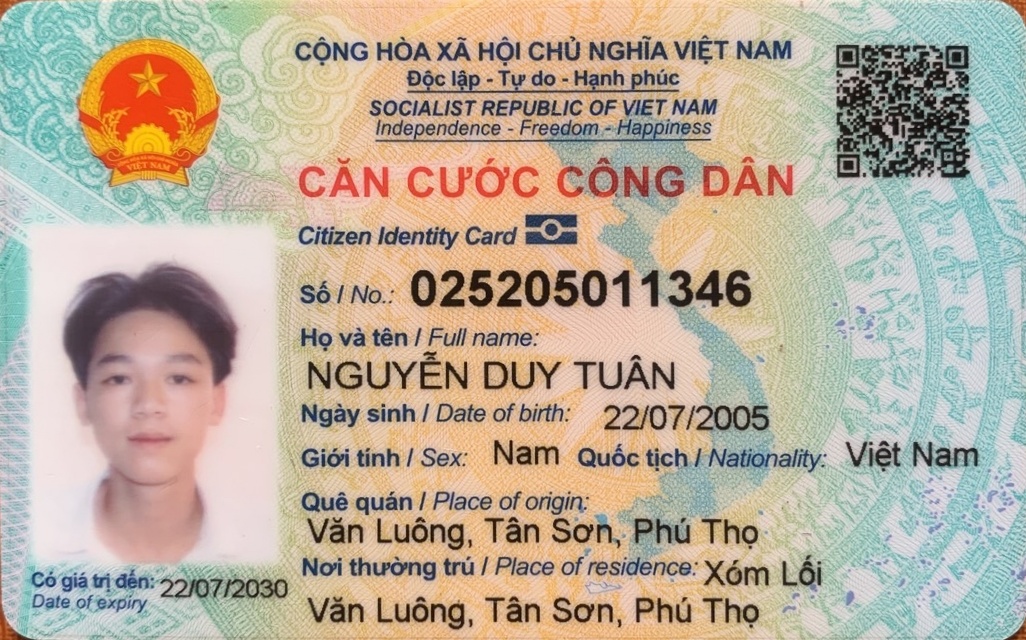 CỘNG HÒA XÃ HỘI CHỦ NGHĨA VIỆT NAM
Độc lập - Tự do - Hạnh phúc
SOCIALIST REPUBLIC OF VIET NAM
Independence - Freedom - Happiness
VIỆT NAM
CĂN CƯỚC CÔNG DÂN
Citizen Identity Card
Số / No.: 025205011346
Họ và tên / Full name:
NGUYỄN DUY TUÂN
Ngày sinh / Date of birth: 22/07/2005
Giới tính / Sex: Nam Quốc tịch / Nationality: Việt Nam
Quê quán / Place of origin:
Văn Luông, Tân Sơn, Phú Thọ
Nơi thường trú / Place of residence: Xóm Lối
Văn Luông, Tân Sơn, Phú Thọ
Có giá trị đến: 22/07/2030
Date of expiry